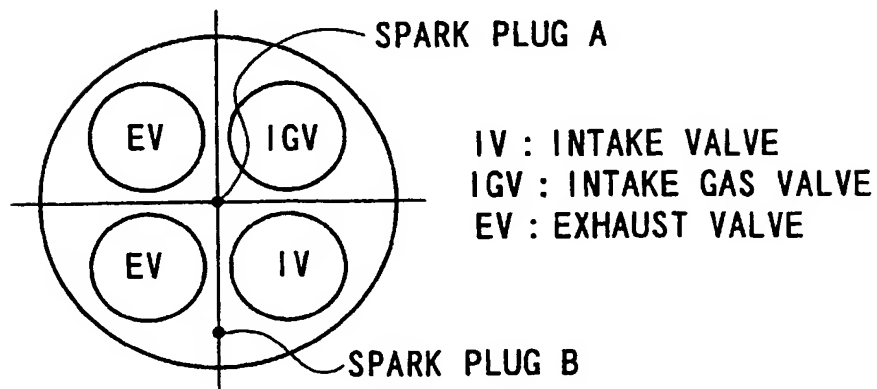 SPARK PLUG A
EV
IGV
IV : INTAKE VALVE
IGV : INTAKE GAS VALVE
EV : EXHAUST VALVE
EV
IV
SPARK PLUG B